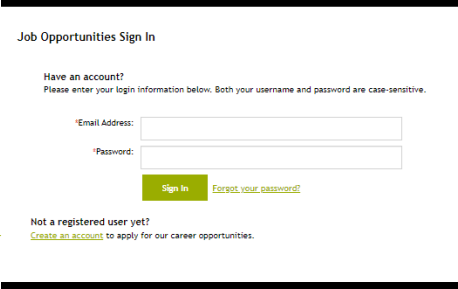 Job Opportunities Sign In
Have an account?
Please enter your login information below. Both your username and password are case-sensitive.
*Email Address:
*Password:
Sign In Forgot your password?
Not a registered user yet?
Create an account to apply for our career opportunities.